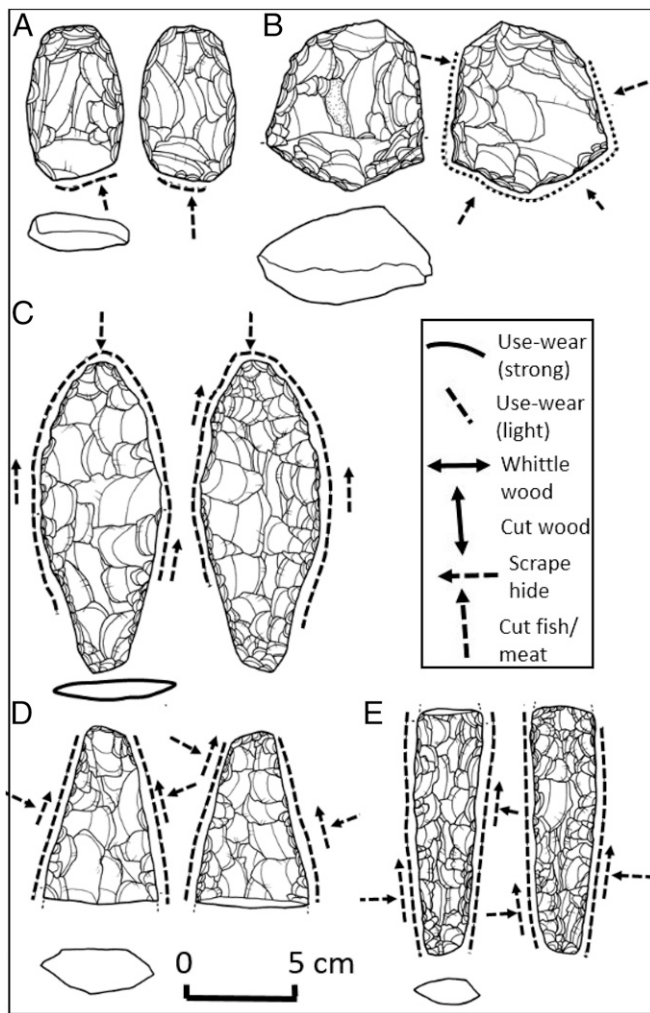 A
B
C
Use-wear
(strong)
Use-wear
(light)
Whittle
wood
Cut wood
Scrape
hide
Cut fish/
meat
D
E
0 5 cm